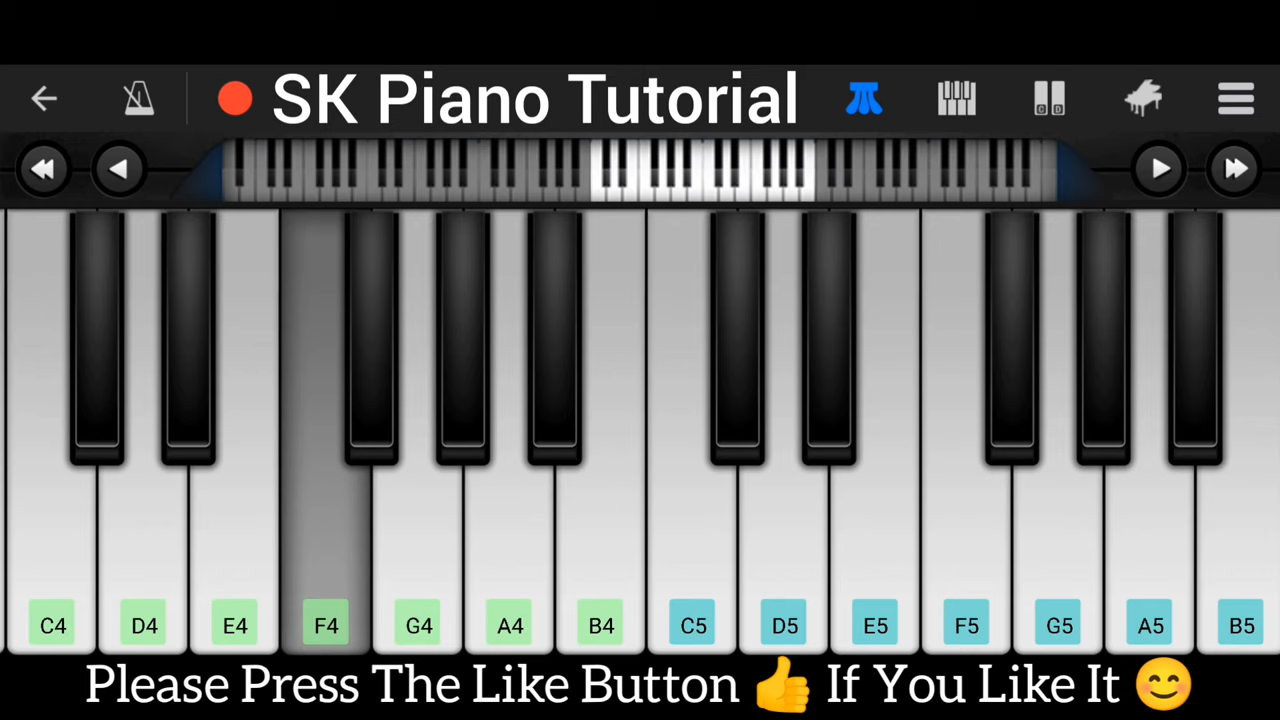 SK Piano Tutorial
C4 D4 E4 F4 G4 A4 B4 C5 D5 E5 F5 G5 A5 B5
Please Press The Like Button 👍 If You Like It 😊